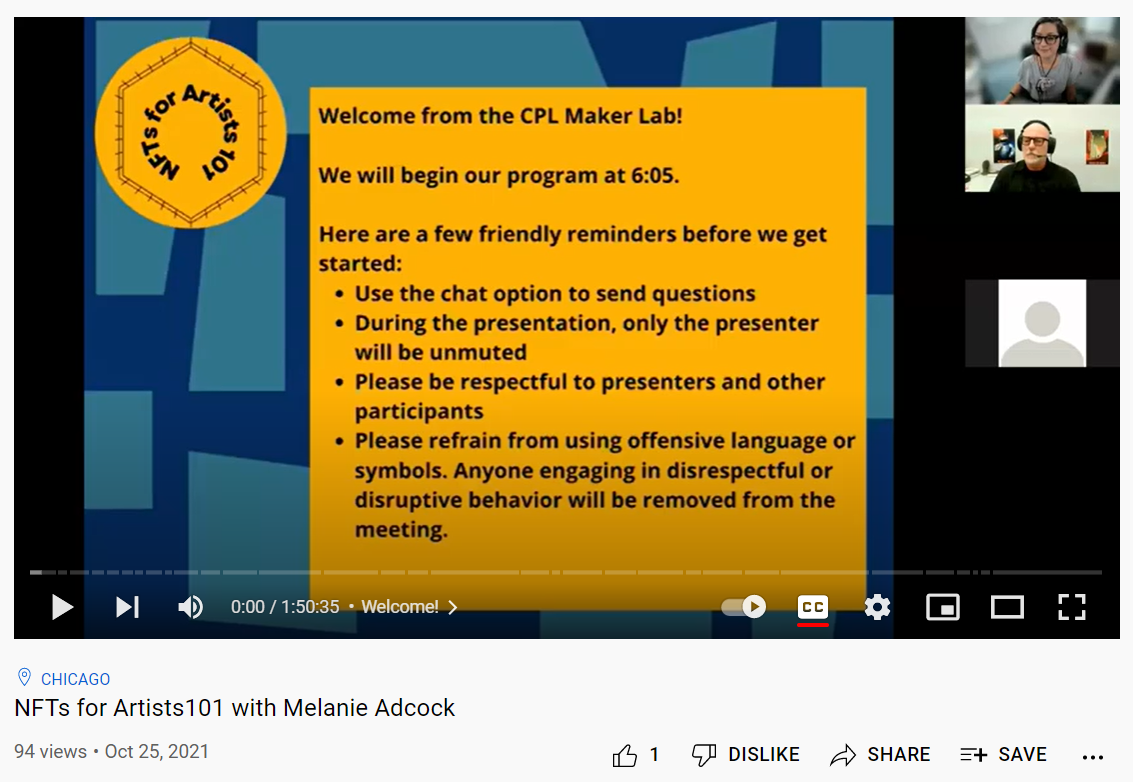 NFTs for Artists 101
Welcome from the CPL Maker Lab!
We will begin our program at 6:05.
Here are a few friendly reminders before we get
started:
• Use the chat option to send questions
• During the presentation, only the presenter
will be unmuted
• Please be respectful to presenters and other
participants
• Please refrain from using offensive language or
symbols. Anyone engaging in disrespectful or
disruptive behavior will be removed from the
meeting.
0:00 / 1:50:35 • Welcome!
CC
CHICAGO
NFTs for Artists101 with Melanie Adcock
94 views • Oct 25, 2021
1 DISLIKE SHARE SAVE